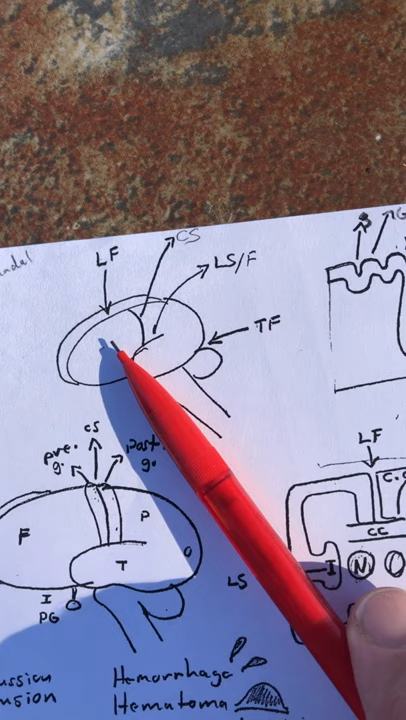 CS
LF
LS/F
TF
G
LF
cs
pre.
g.
post.
g.
C.C
F
P
CC
T
O
I
N
I
LS
PG
Hemorrhage
Hematoma